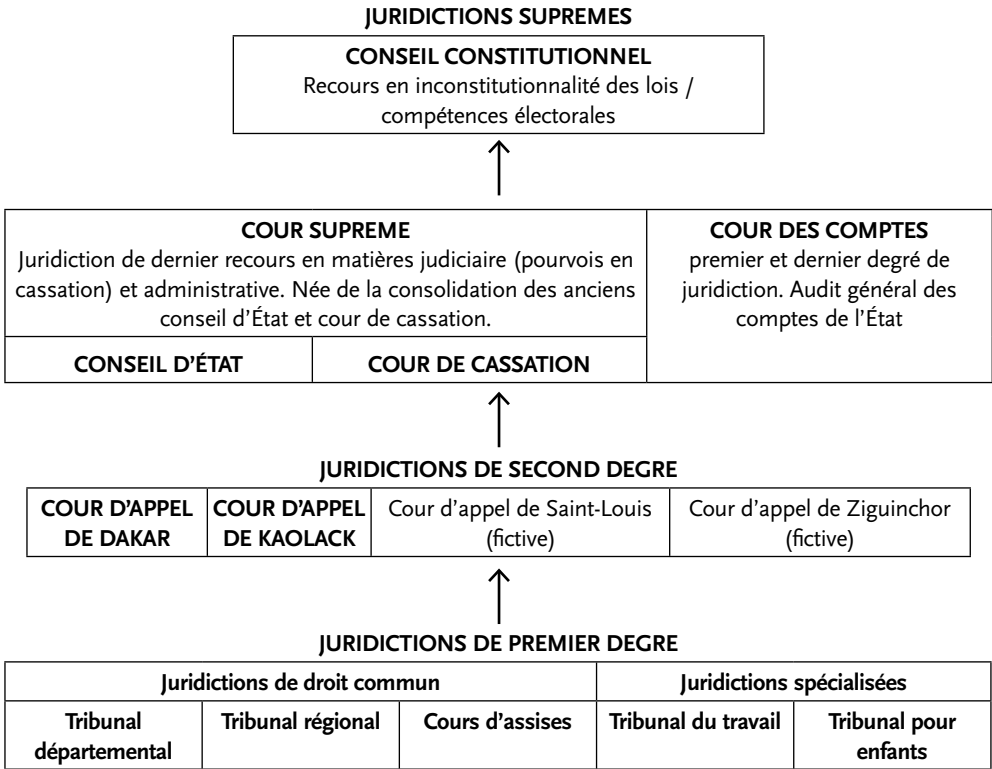 JURIDICTIONS SUPREMES
CONSEIL CONSTITUTIONNEL
Recours en inconstitutionnalité des lois /
compétences électorales
COUR SUPREME
Juridiction de dernier recours en matières judiciaire (pourvois en
cassation) et administrative. Née de la consolidation des anciens
conseil d’État et cour de cassation.
CONSEIL D’ÉTAT
COUR DE CASSATION
COUR DES COMPTES
premier et dernier degré de
juridiction. Audit général des
comptes de l’État
JURIDICTIONS DE SECOND DEGRE
COUR D’APPEL
DE DAKAR
COUR D’APPEL
DE KAOLACK
Cour d’appel de Saint-Louis
(fictive)
Cour d’appel de Ziguinchor
(fictive)
JURIDICTIONS DE PREMIER DEGRE
Juridictions de droit commun
Juridictions spécialisées
Tribunal
départemental
Tribunal régional
Cours d’assises
Tribunal du travail
Tribunal pour
enfants